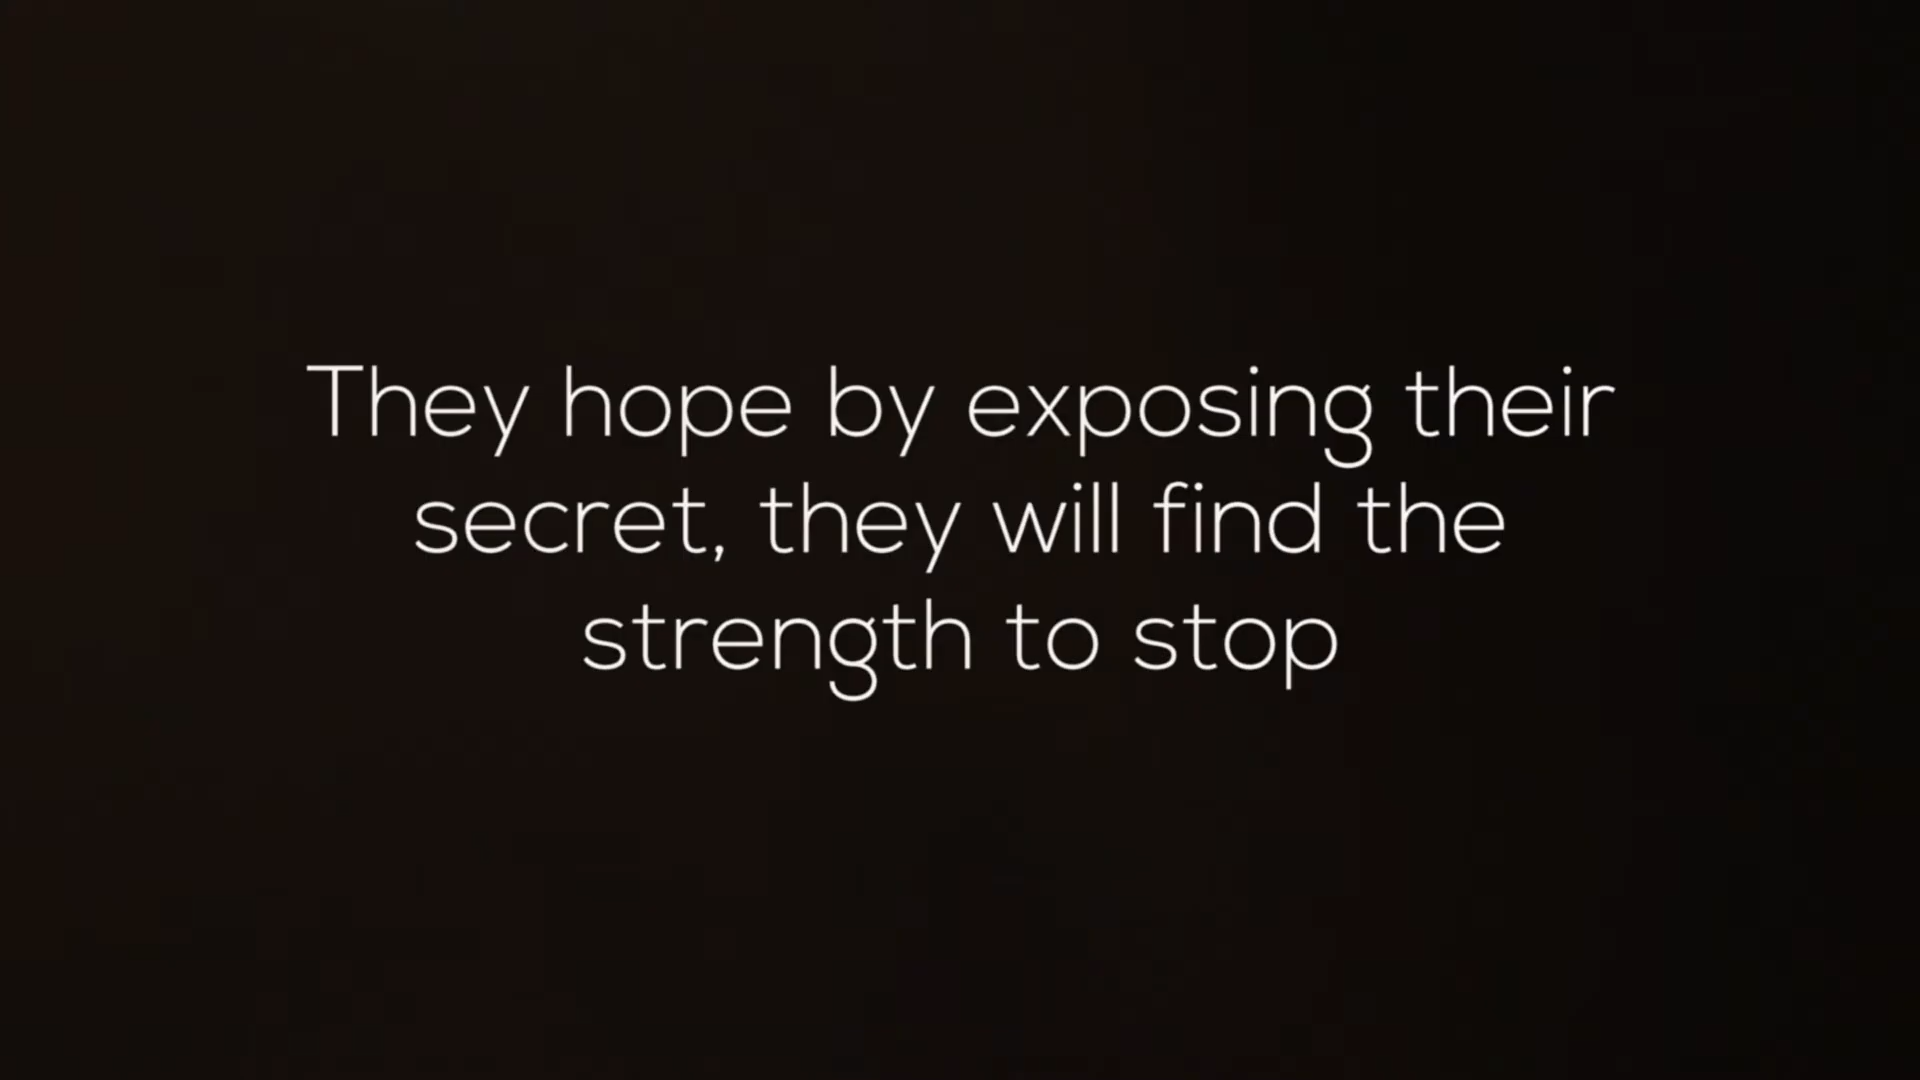 They hope by exposing their
secret, they will find the
strength to stop